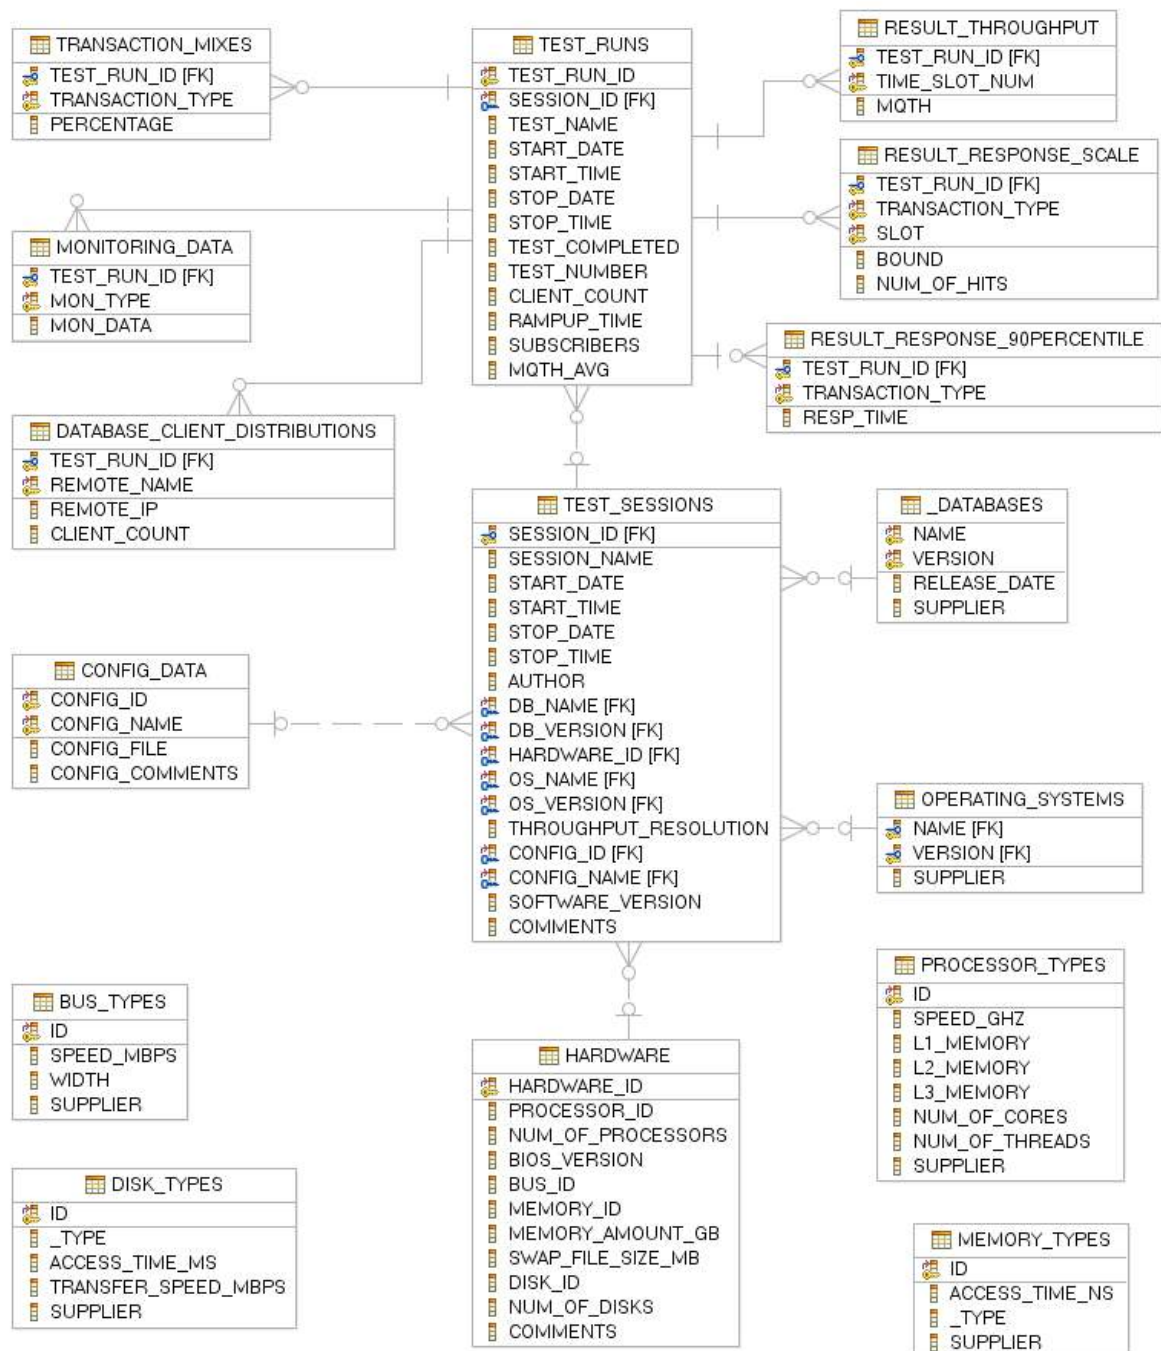 TRANSACTION_MIXES
TEST_RUN_ID [FK]
TRANSACTION_TYPE
PERCENTAGE
TEST_RUNS
TEST_RUN_ID
SESSION_ID [FK]
TEST_NAME
START_DATE
START_TIME
STOP_DATE
STOP_TIME
TEST_COMPLETED
TEST_NUMBER
CLIENT_COUNT
RAMPUP_TIME
SUBSCRIBERS
MQTH_AVG
RESULT_THROUGHPUT
TEST_RUN_ID [FK]
TIME_SLOT_NUM
MQTH
RESULT_RESPONSE_SCALE
TEST_RUN_ID [FK]
TRANSACTION_TYPE
SLOT
BOUND
NUM_OF_HITS
MONITORING_DATA
TEST_RUN_ID [FK]
MON_TYPE
MON_DATA
RESULT_RESPONSE_90PERCENTILE
TEST_RUN_ID [FK]
TRANSACTION_TYPE
RESP_TIME
DATABASE_CLIENT_DISTRIBUTIONS
TEST_RUN_ID [FK]
REMOTE_NAME
REMOTE_IP
CLIENT_COUNT
TEST_SESSIONS
SESSION_ID [FK]
SESSION_NAME
START_DATE
START_TIME
STOP_DATE
STOP_TIME
AUTHOR
DB_NAME [FK]
DB_VERSION [FK]
HARDWARE_ID [FK]
OS_NAME [FK]
OS_VERSION [FK]
THROUGHPUT_RESOLUTION
CONFIG_ID [FK]
CONFIG_NAME [FK]
SOFTWARE_VERSION
COMMENTS
_DATABASES
NAME
VERSION
RELEASE_DATE
SUPPLIER
CONFIG_DATA
CONFIG_ID
CONFIG_NAME
CONFIG_FILE
CONFIG_COMMENTS
OPERATING_SYSTEMS
NAME [FK]
VERSION [FK]
SUPPLIER
PROCESSOR_TYPES
ID
SPEED_GHZ
L1_MEMORY
L2_MEMORY
L3_MEMORY
NUM_OF_CORES
NUM_OF_THREADS
SUPPLIER
BUS_TYPES
ID
SPEED_MBPS
WIDTH
SUPPLIER
HARDWARE
HARDWARE_ID
PROCESSOR_ID
NUM_OF_PROCESSORS
BIOS_VERSION
BUS_ID
MEMORY_ID
MEMORY_AMOUNT_GB
SWAP_FILE_SIZE_MB
DISK_ID
NUM_OF_DISKS
COMMENTS
DISK_TYPES
ID
_TYPE
ACCESS_TIME_MS
TRANSFER_SPEED_MBPS
SUPPLIER
MEMORY_TYPES
ID
ACCESS_TIME_NS
_TYPE
SUPPLIER